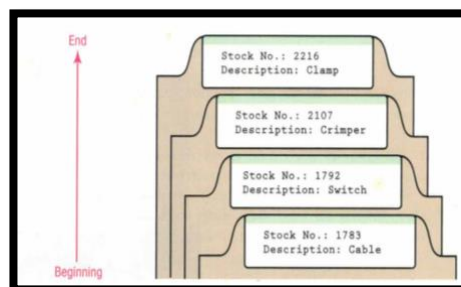 End
Stock No.: 2216
Description: Clamp
Stock No.: 2107
Description: Crimper
Stock No.: 1792
Description: Switch
Stock No.: 1783
Description: Cable
Beginning